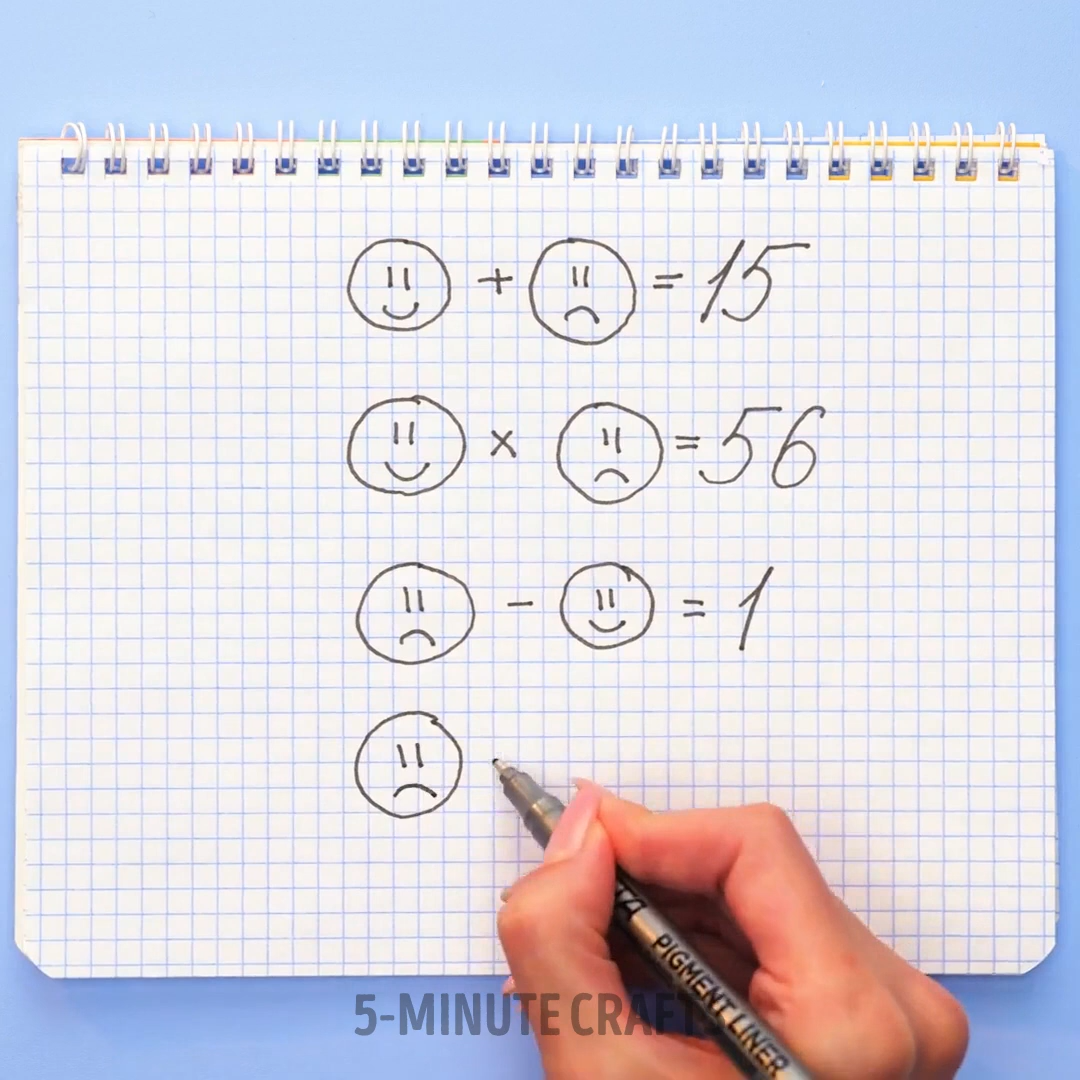 🙂 + 🙁 = 15
🙂 x 🙁 = 56
🙁 - 🙂 = 1
🙁
PIGMENT LINER
5-MINUTE CRAFTS